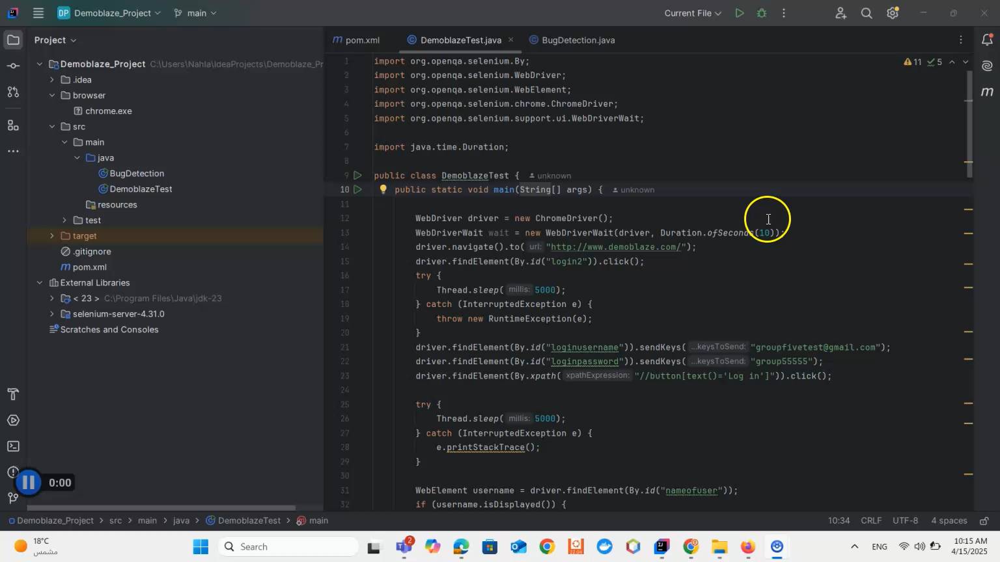 DP Demoblaze_Project main Current File
Project
pom.xml DemoblazeTest.java BugDetection.java
Demoblaze_Project C:\Users\Nahla\IdeaProjects\Demoblaze_Pr
.idea
browser
chrome.exe
src
main
java
BugDetection
DemoblazeTest
resources
test
target
.gitignore
pom.xml
External Libraries
< 23 > C:\Program Files\Java\jdk-23
selenium-server-4.31.0
Scratches and Consoles
0:00
11 5
1 import org.openqa.selenium.By;
2 import org.openqa.selenium.WebDriver;
3 import org.openqa.selenium.WebElement;
4 import org.openqa.selenium.chrome.ChromeDriver;
5 import org.openqa.selenium.support.ui.WebDriverWait;
6
7 import java.time.Duration;
8
9 public class DemoblazeTest { unknown
10 public static void main(String[] args) { unknown
11
12 WebDriver driver = new ChromeDriver();
13 WebDriverWait wait = new WebDriverWait(driver, Duration.ofSeconds(10));
14 driver.navigate().to( url: "http://www.demoblaze.com/");
15 driver.findElement(By.id("login2")).click();
16 try {
17 Thread.sleep( millis: 5000);
18 } catch (InterruptedException e) {
19 throw new RuntimeException(e);
20 }
21 driver.findElement(By.id("loginusername")).sendKeys( ...keysToSend: "groupfivetest@gmail.com");
22 driver.findElement(By.id("loginpassword")).sendKeys( ...keysToSend: "group55555");
23 driver.findElement(By.xpath( xpathExpression: "//button[text()='Log in']")).click();
24
25 try {
26 Thread.sleep( millis: 5000);
27 } catch (InterruptedException e) {
28 e.printStackTrace();
29 }
30
31 WebElement username = driver.findElement(By.id("nameofuser"));
32 if (username.isDisplayed()) {
Demoblaze_Project > src > main > java > DemoblazeTest > main 10:34 CRLF UTF-8 4 spaces
18°C
مشمس
Search
2
22.04
ENG
10:15 AM
4/15/2025